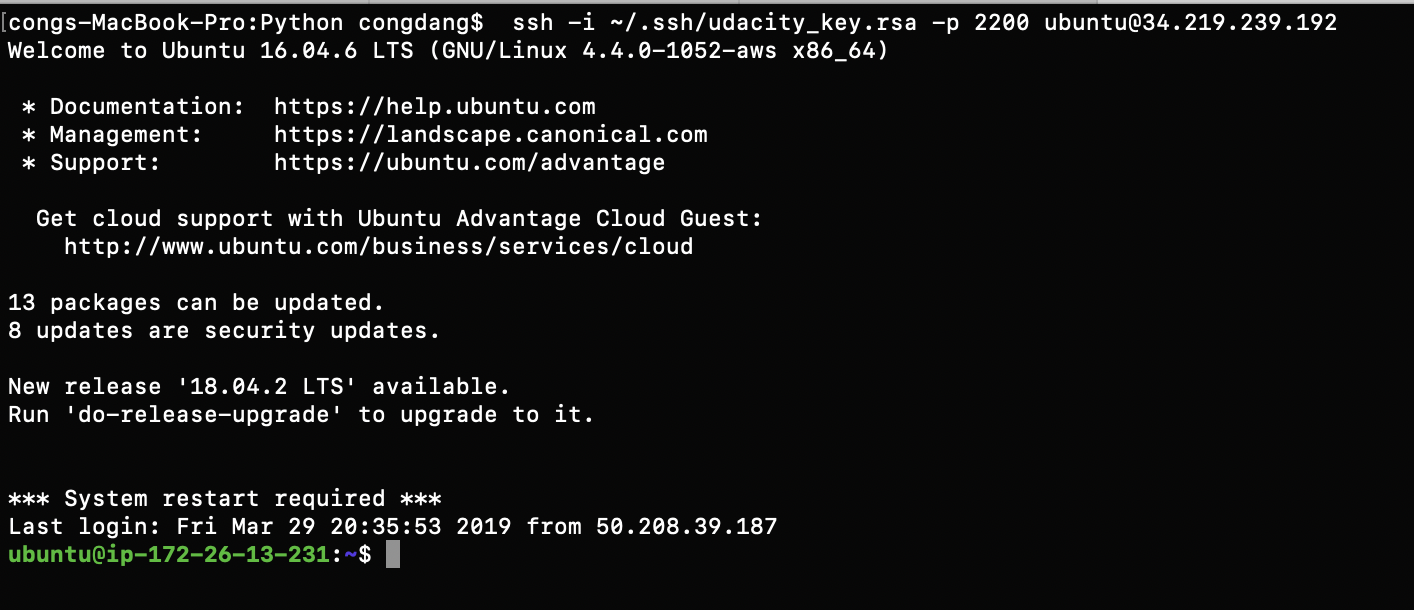 [congs-MacBook-Pro:Python congdang$  ssh -i ~/.ssh/udacity_key.rsa -p 2200 ubuntu@34.219.239.192
Welcome to Ubuntu 16.04.6 LTS (GNU/Linux 4.4.0-1052-aws x86_64)
 * Documentation:  https://help.ubuntu.com
 * Management:     https://landscape.canonical.com
 * Support:        https://ubuntu.com/advantage
  Get cloud support with Ubuntu Advantage Cloud Guest:
    http://www.ubuntu.com/business/services/cloud
13 packages can be updated.
8 updates are security updates.
New release '18.04.2 LTS' available.
Run 'do-release-upgrade' to upgrade to it.
*** System restart required ***
Last login: Fri Mar 29 20:35:53 2019 from 50.208.39.187
ubuntu@ip-172-26-13-231:~$